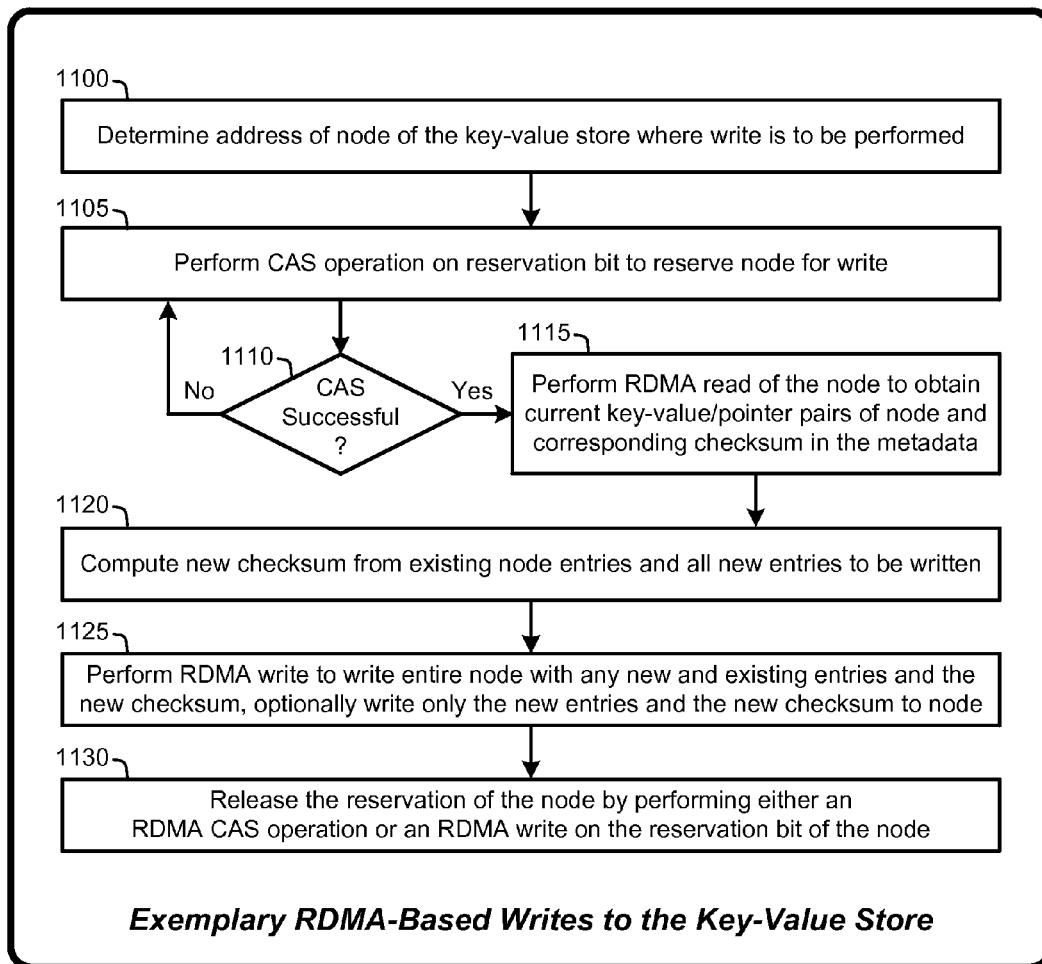 1100
Determine address of node of the key-value store where write is to be performed
1105
Perform CAS operation on reservation bit to reserve node for write
1110
CAS
Successful
?
No
Yes
1115
Perform RDMA read of the node to obtain
current key-value/pointer pairs of node and
corresponding checksum in the metadata
1120
Compute new checksum from existing node entries and all new entries to be written
1125
Perform RDMA write to write entire node with any new and existing entries and the
new checksum, optionally write only the new entries and the new checksum to node
1130
Release the reservation of the node by performing either an
RDMA CAS operation or an RDMA write on the reservation bit of the node
Exemplary RDMA-Based Writes to the Key-Value Store